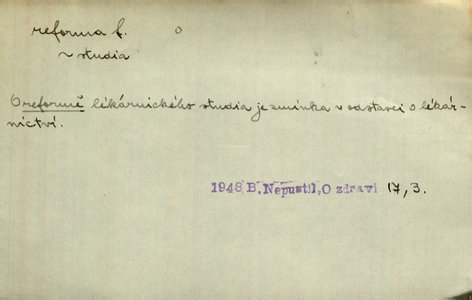 reforma f. o
~ studia
O reformě lékárnického studia je zmínka v odstavci o lékár-
nictví.
1948 B. Nepustil, O zdraví 17, 3.